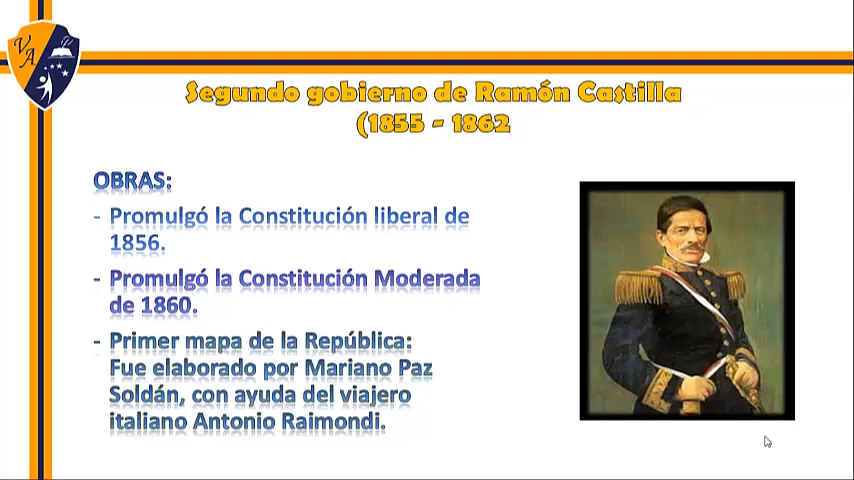 VA
Segundo gobierno de Ramón Castilla
(1855 - 1862
OBRAS:
- Promulgó la Constitución liberal de
1856.
- Promulgó la Constitución Moderada
de 1860.
- Primer mapa de la República:
Fue elaborado por Mariano Paz
Soldán, con ayuda del viajero
italiano Antonio Raimondi.